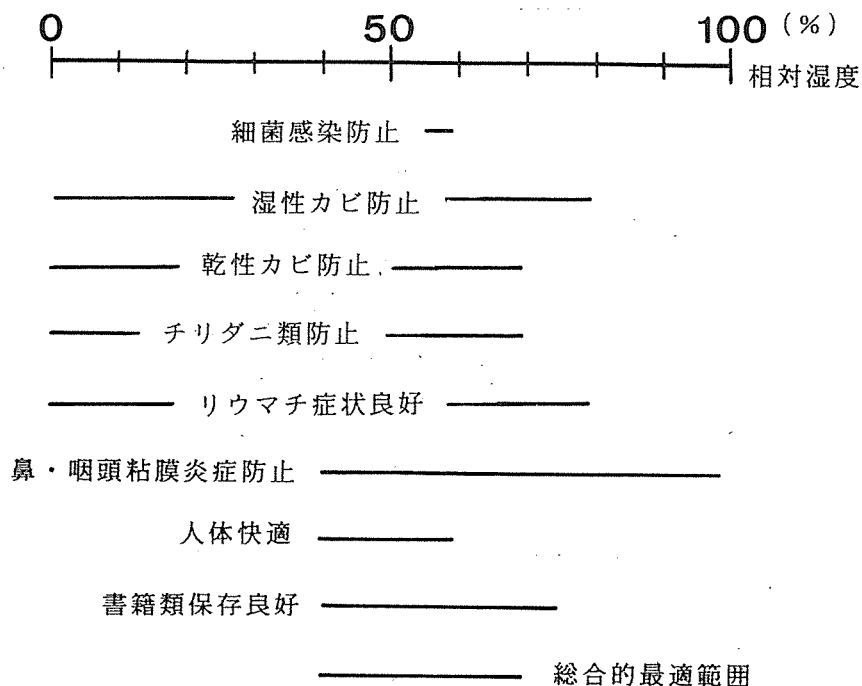 0 50 100 (%)
相対湿度
細菌感染防止
湿性カビ防止
乾性カビ防止
チリダニ類防止
リウマチ症状良好
鼻・咽頭粘膜炎症防止
人体快適
書籍類保存良好
総合的最適範囲